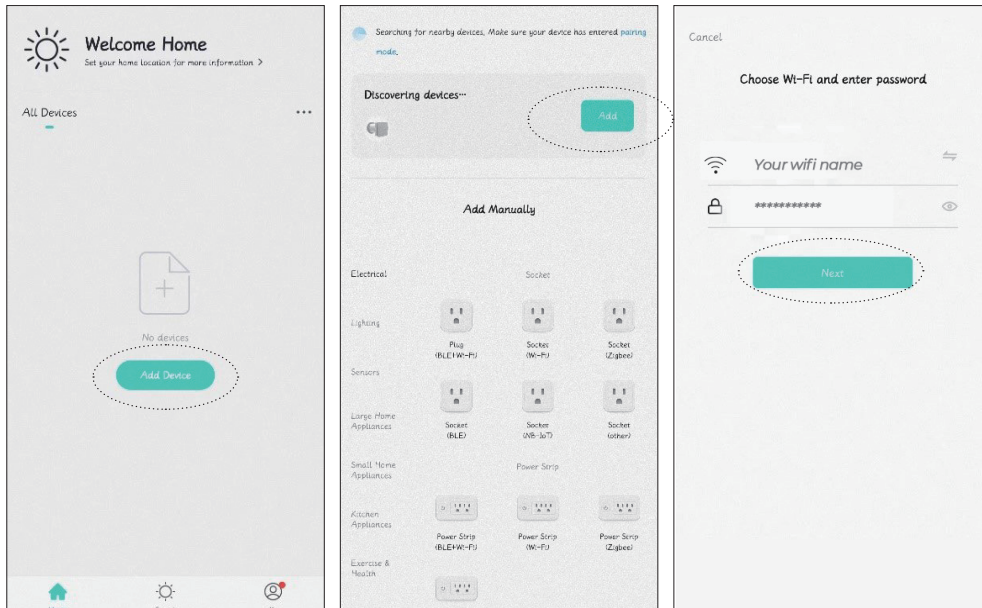 Welcome Home
Set your home location for more information >
All Devices
...
No devices
Add Device
Searching for nearby devices, Make sure your device has entered pairing
mode.
Discovering devices...
Add
Add Manually
Electrical
Socket
Lighting
Plug
(BLE+Wi-Fi)
Socket
(Wi-Fi)
Socket
(Zigbee)
Sensors
Large Home
Appliances
Socket
(BLE)
Socket
(NB-IoT)
Socket
(other)
Small Home
Appliances
Power Strip
Kitchen
Appliances
Power Strip
(BLE+Wi-Fi)
Power Strip
(Wi-Fi)
Power Strip
(Zigbee)
Exercise &
Health
Cancel
Choose Wi-Fi and enter password
Your wifi name
***********
Next